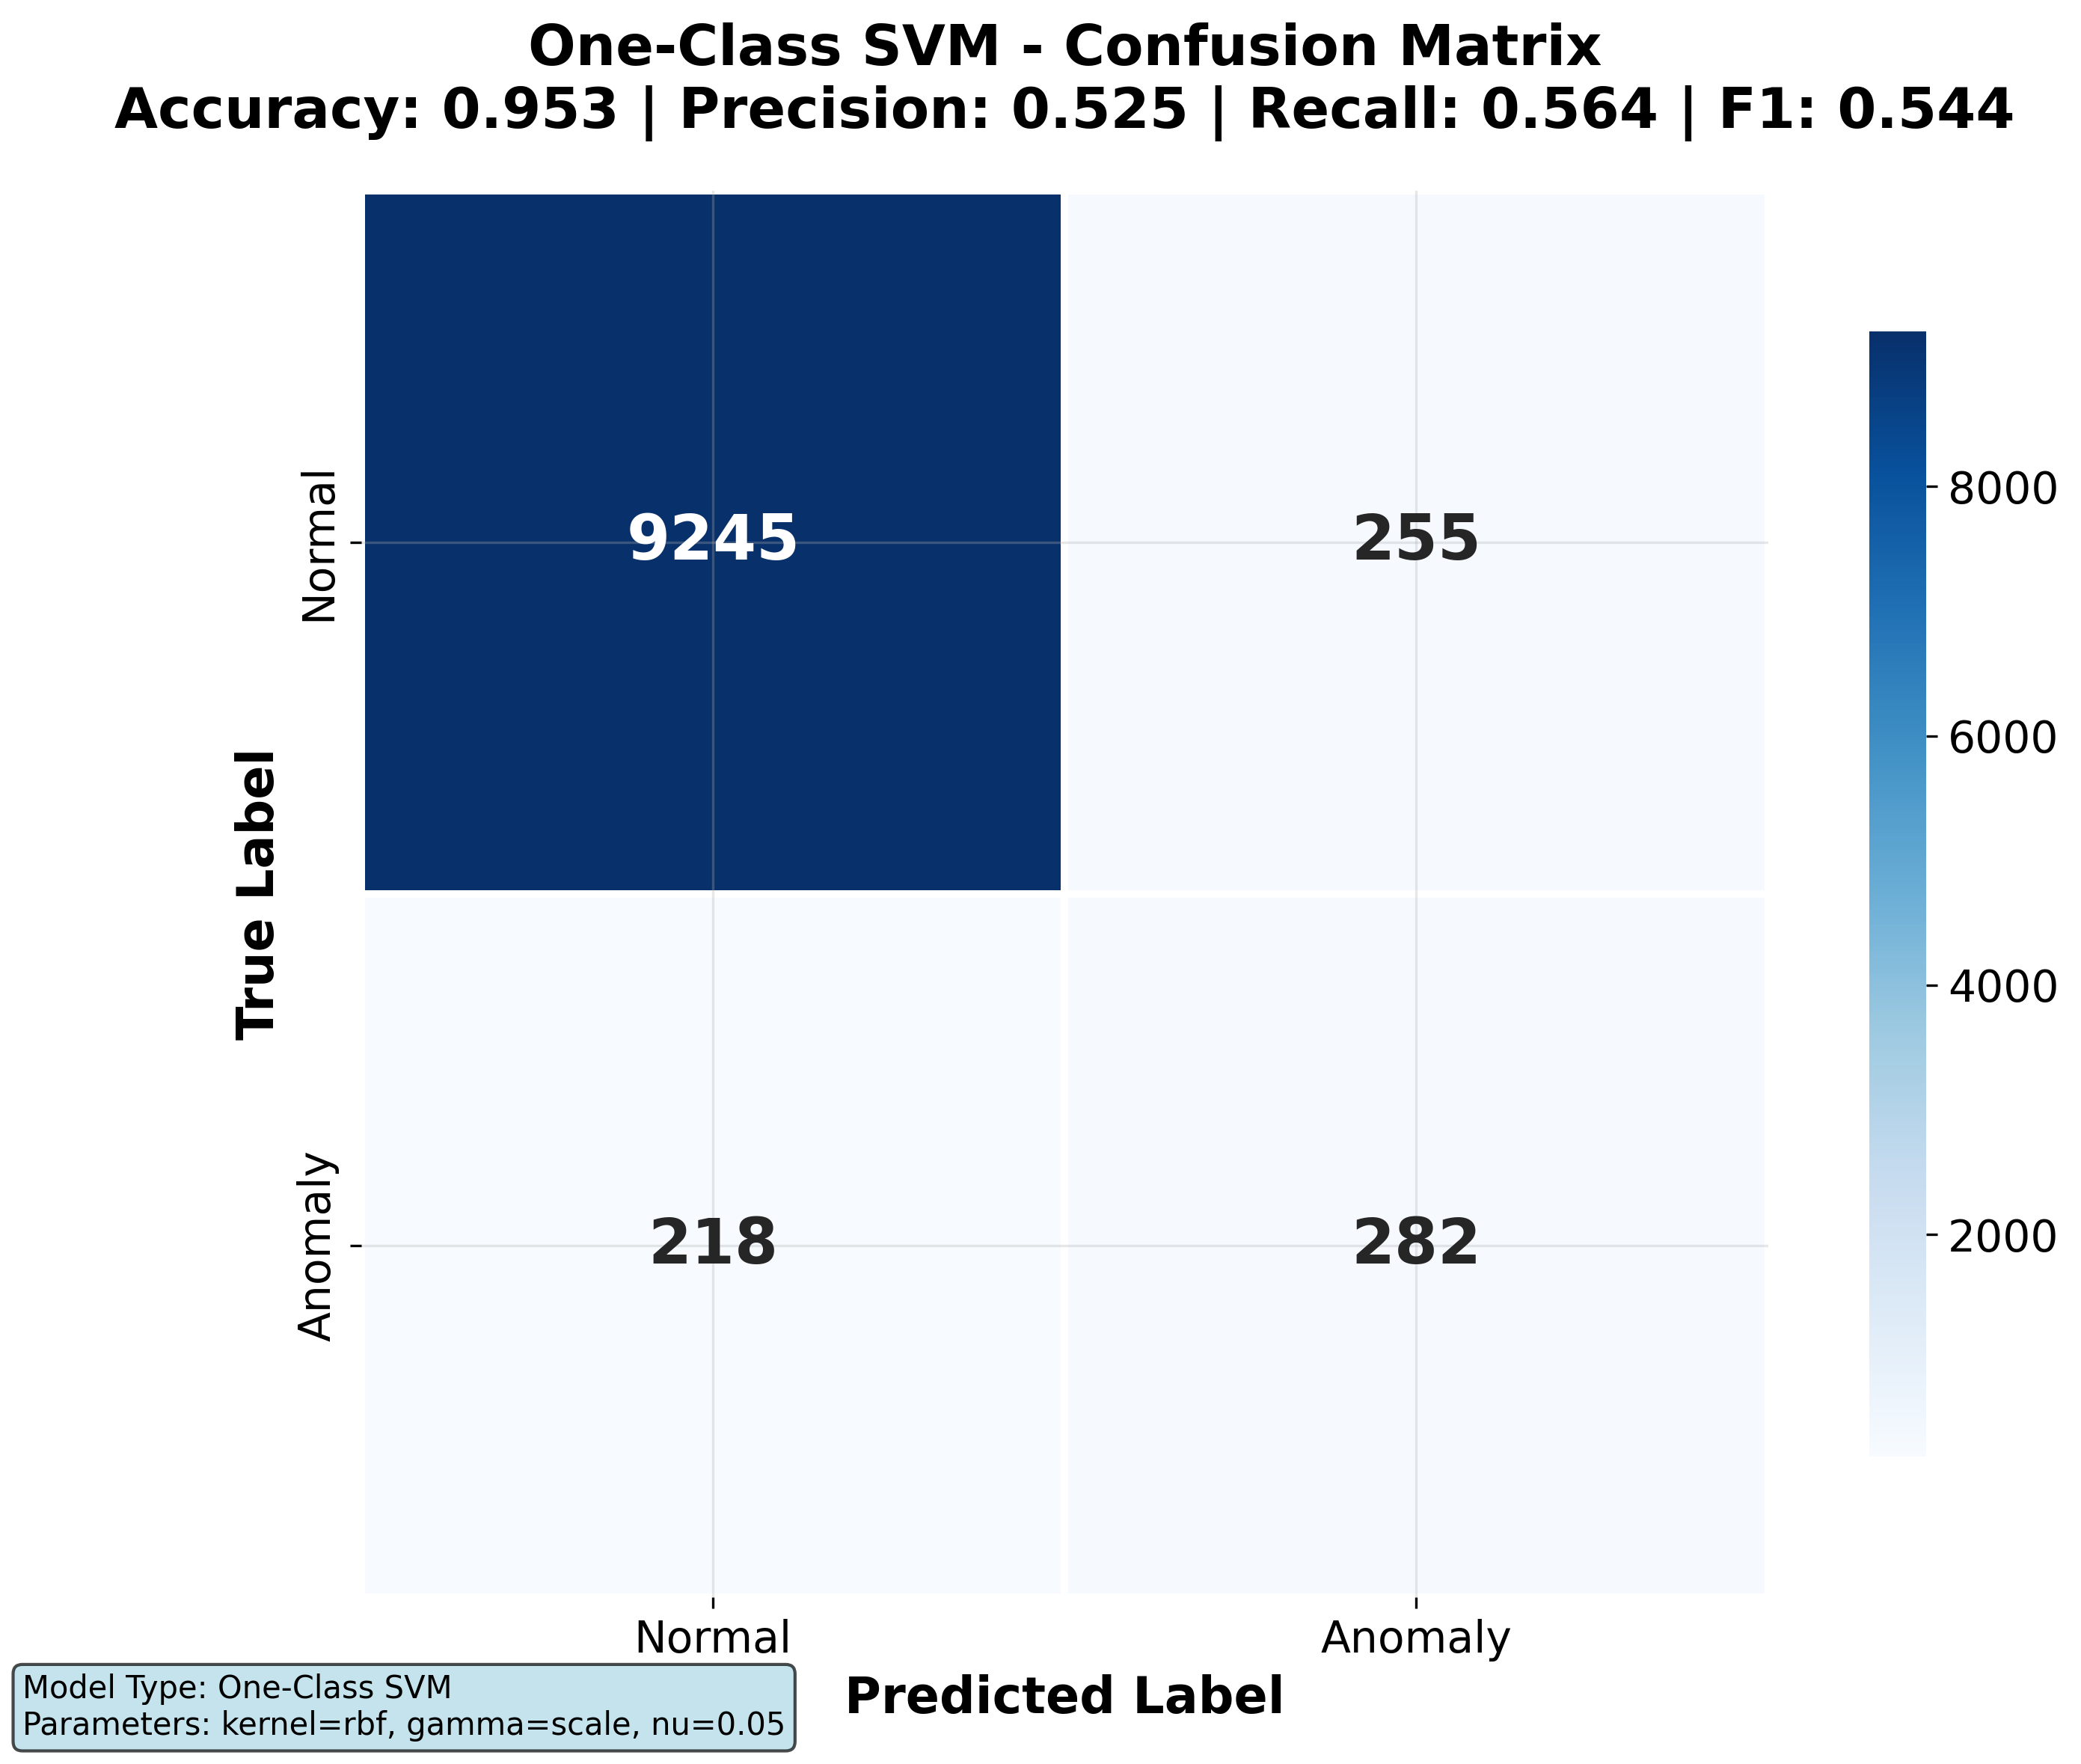 One-Class SVM - Confusion Matrix
Accuracy: 0.953 | Precision: 0.525 | Recall: 0.564 | F1: 0.544
True Label
Normal
Anomaly
9245
255
218
282
8000
6000
4000
2000
Normal
Anomaly
Predicted Label
Model Type: One-Class SVM
Parameters: kernel=rbf, gamma=scale, nu=0.05